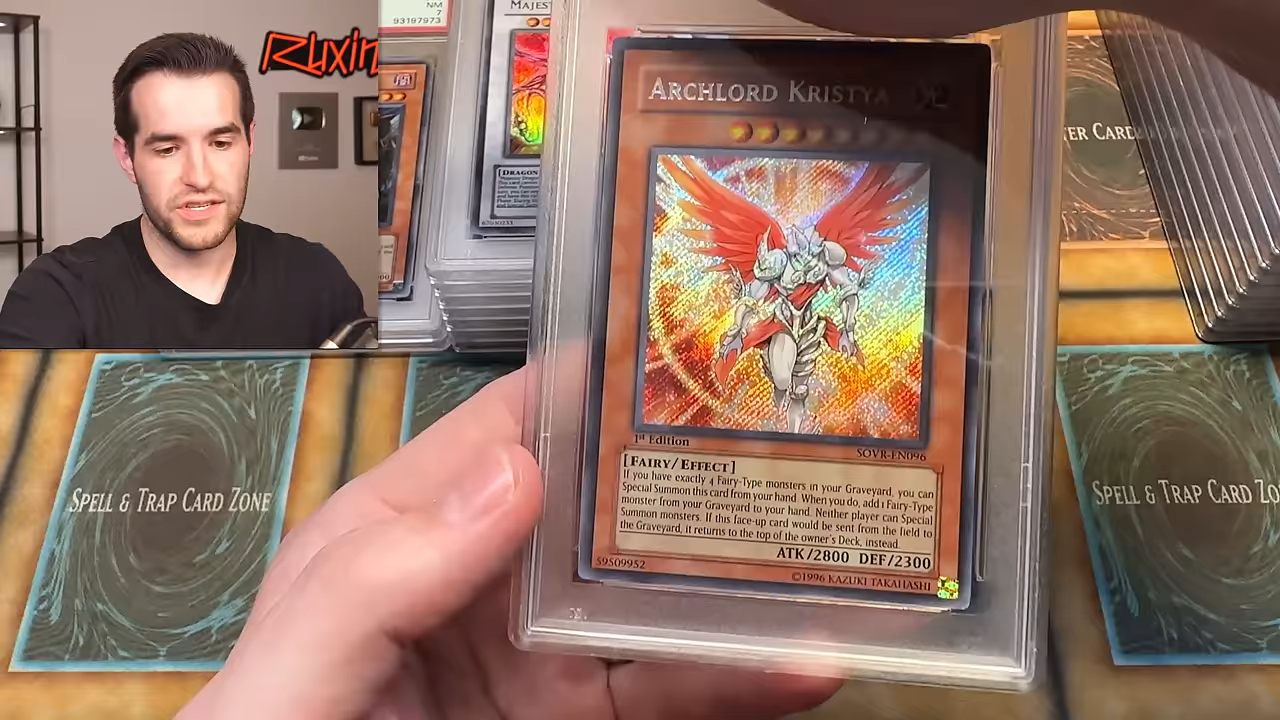 Ruxin
NM
7
93197973
MAJEST
[DRAGON
ARCHLORD KRISTYA
TER CARD
1st Edition
SOVR-EN096
[FAIRY/EFFECT]
If you have exactly 4 Fairy-Type monsters in your Graveyard, you can
Special Summon this card from your hand. When you do, add 1 Fairy-Type
monster from your Graveyard to your hand. Neither player can Special
Summon monsters. If this face-up card would be sent from the field to
the Graveyard, it returns to the top of the owner's Deck, instead.
ATK/2800 DEF/2300
59509952
©1996 KAZUKI TAKAHASHI
SPELL & TRAP CARD ZONE
SPELL & TRAP CARD ZO